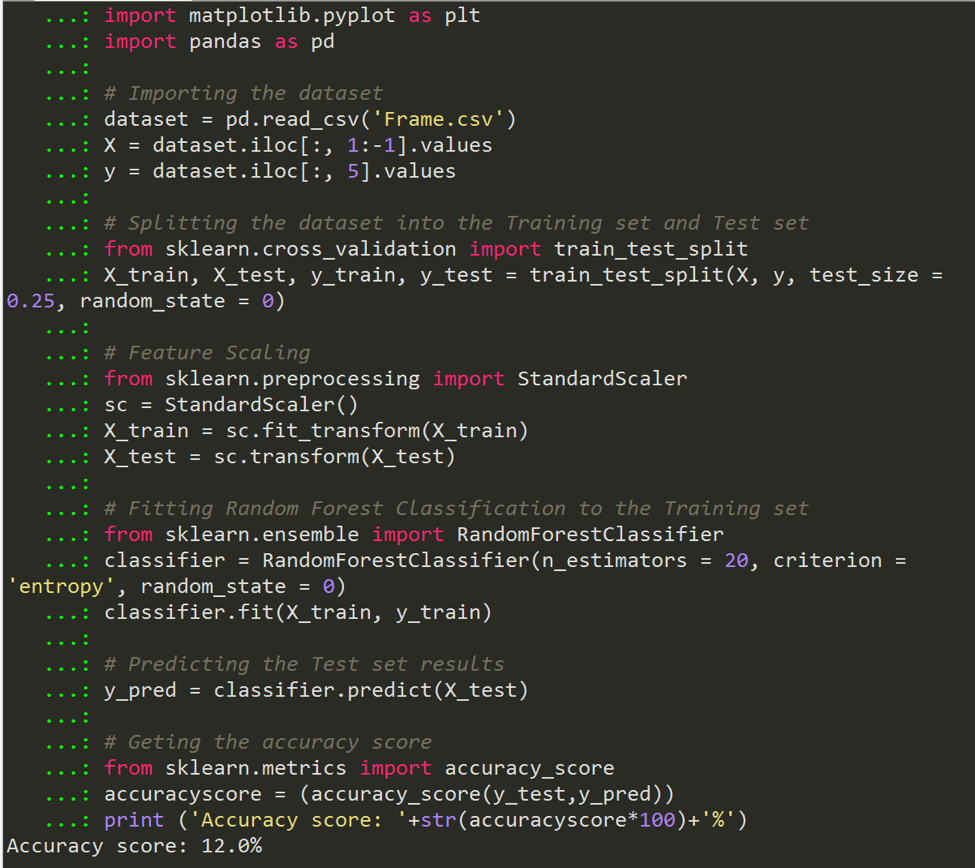 ...: import matplotlib.pyplot as plt
...: import pandas as pd
...:
...: # Importing the dataset
...: dataset = pd.read_csv('Frame.csv')
...: X = dataset.iloc[:, 1:-1].values
...: y = dataset.iloc[:, 5].values
...:
...: # Splitting the dataset into the Training set and Test set
...: from sklearn.cross_validation import train_test_split
...: X_train, X_test, y_train, y_test = train_test_split(X, y, test_size =
0.25, random_state = 0)
...:
...: # Feature Scaling
...: from sklearn.preprocessing import StandardScaler
...: sc = StandardScaler()
...: X_train = sc.fit_transform(X_train)
...: X_test = sc.transform(X_test)
...:
...: # Fitting Random Forest Classification to the Training set
...: from sklearn.ensemble import RandomForestClassifier
...: classifier = RandomForestClassifier(n_estimators = 20, criterion =
'entropy', random_state = 0)
...: classifier.fit(X_train, y_train)
...:
...: # Predicting the Test set results
...: y_pred = classifier.predict(X_test)
...:
...: # Geting the accuracy score
...: from sklearn.metrics import accuracy_score
...: accuracyscore = (accuracy_score(y_test,y_pred))
...: print ('Accuracy score: '+str(accuracyscore*100)+'%')
Accuracy score: 12.0%